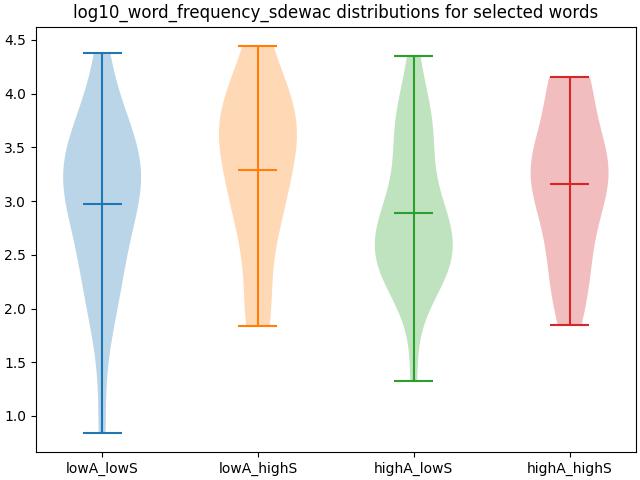 log10_word_frequency_sdewac distributions for selected words
4.5
4.0
3.5
3.0
2.5
2.0
1.5
1.0
lowA_lowS
lowA_highS
highA_lowS
highA_highS